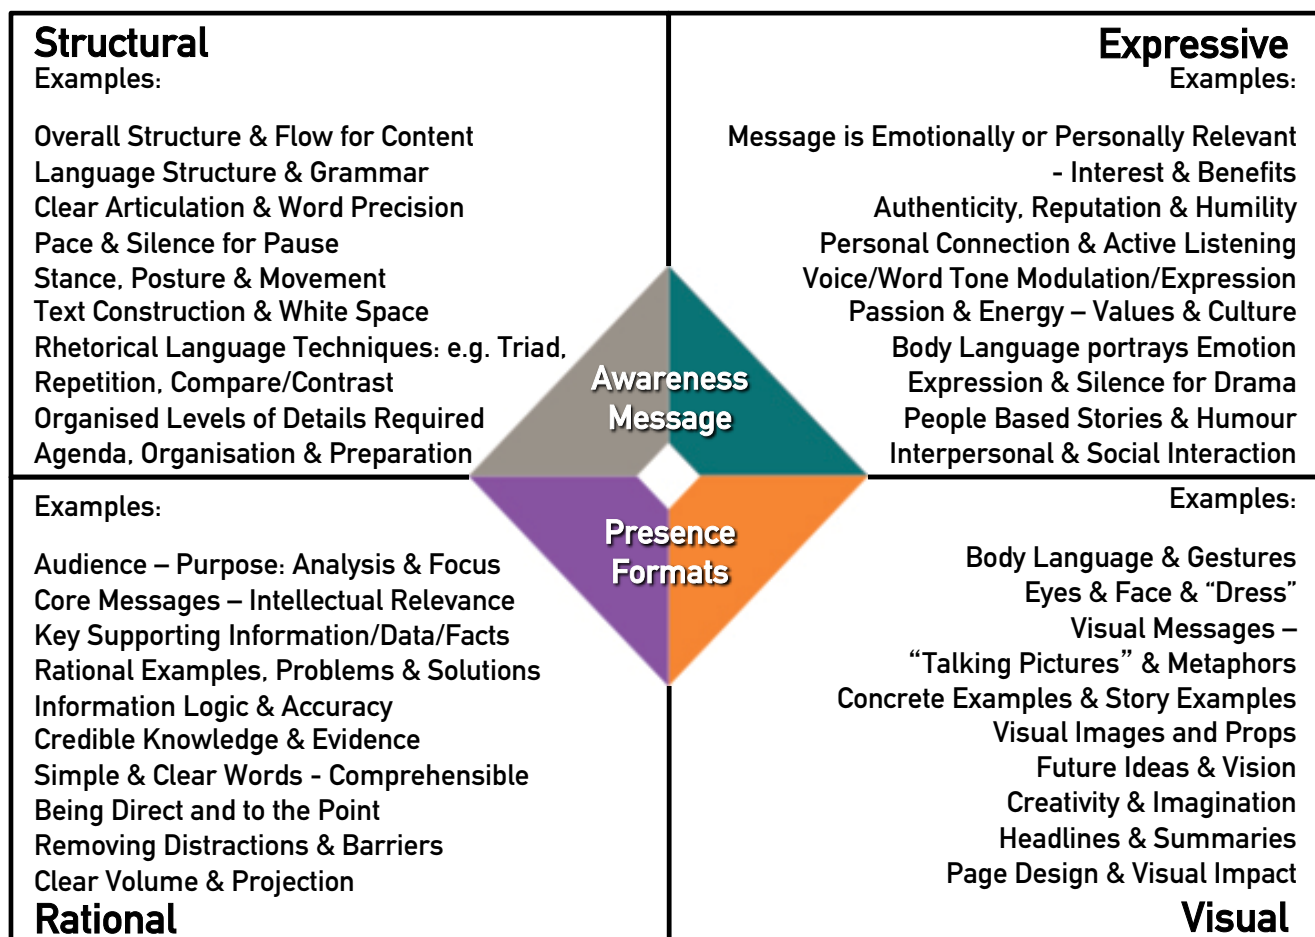 Structural
Examples:
Overall Structure & Flow for Content
Language Structure & Grammar
Clear Articulation & Word Precision
Pace & Silence for Pause
Stance, Posture & Movement
Text Construction & White Space
Rhetorical Language Techniques: e.g. Triad,
Repetition, Compare/Contrast
Organised Levels of Details Required
Agenda, Organisation & Preparation
Expressive
Examples:
Message is Emotionally or Personally Relevant
- Interest & Benefits
Authenticity, Reputation & Humility
Personal Connection & Active Listening
Voice/Word Tone Modulation/Expression
Passion & Energy – Values & Culture
Body Language portrays Emotion
Expression & Silence for Drama
People Based Stories & Humour
Interpersonal & Social Interaction
Awareness
Message
Presence
Formats
Examples:
Audience – Purpose: Analysis & Focus
Core Messages – Intellectual Relevance
Key Supporting Information/Data/Facts
Rational Examples, Problems & Solutions
Information Logic & Accuracy
Credible Knowledge & Evidence
Simple & Clear Words - Comprehensible
Being Direct and to the Point
Removing Distractions & Barriers
Clear Volume & Projection
Rational
Examples:
Body Language & Gestures
Eyes & Face & “Dress”
Visual Messages –
“Talking Pictures” & Metaphors
Concrete Examples & Story Examples
Visual Images and Props
Future Ideas & Vision
Creativity & Imagination
Headlines & Summaries
Page Design & Visual Impact
Visual